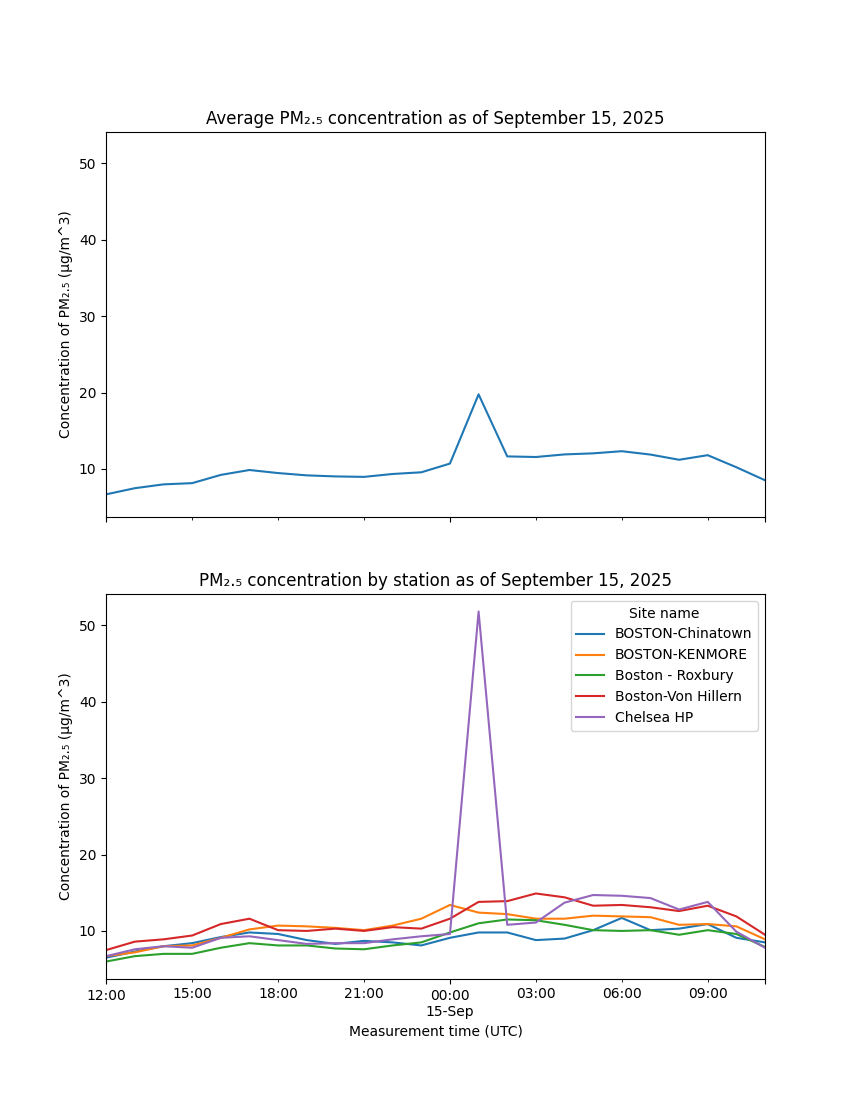 Average PM₂.₅ concentration as of September 15, 2025
50
40
30
20
10
Concentration of PM₂.₅ (µg/m^3)
PM₂.₅ concentration by station as of September 15, 2025
50
40
30
20
10
Concentration of PM₂.₅ (µg/m^3)
Site name
BOSTON-Chinatown
BOSTON-KENMORE
Boston - Roxbury
Boston-Von Hillern
Chelsea HP
12:00 15:00 18:00 21:00 00:00 03:00 06:00 09:00
15-Sep
Measurement time (UTC)